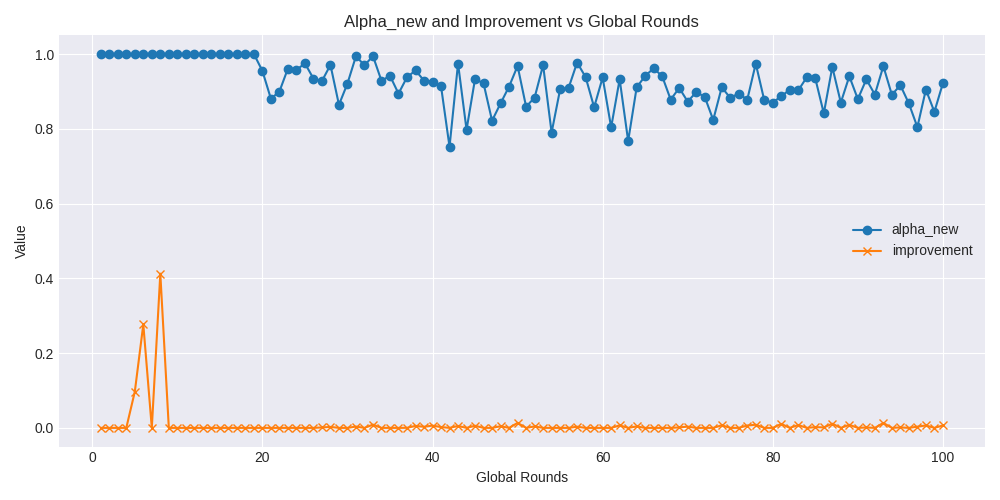 Alpha_new and Improvement vs Global Rounds
Value
1.0
0.8
0.6
0.4
0.2
0.0
alpha_new
improvement
0 20 40 60 80 100
Global Rounds